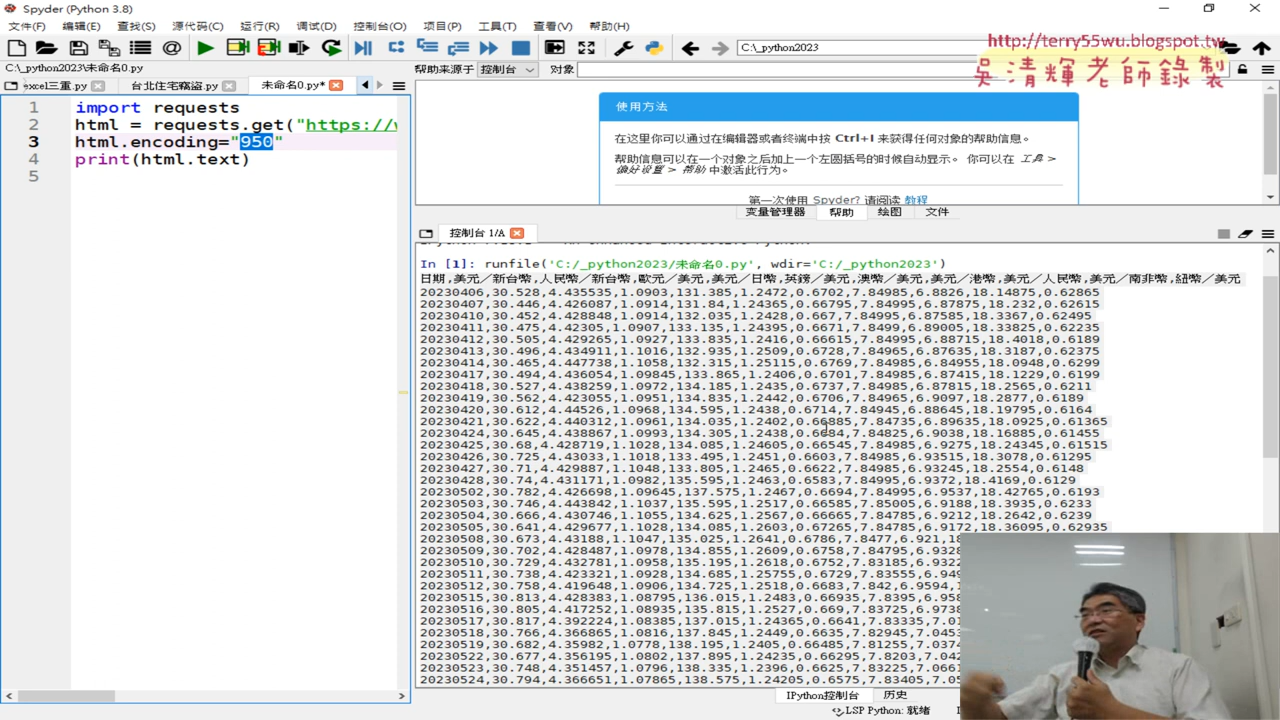 Spyder (Python 3.8)
文件(F) 编辑(E) 查找(S) 源代码(C) 运行(R) 调试(D) 控制台(O) 项目(P) 工具(T) 查看(V) 帮助(H)
C:\_python2023
http://terry55wu.blogspot.tw
吳清輝老師錄製
C:\_python2023\未命名0.py
帮助来源于 控制台 对象
excel三重.py 台北住宅竊盜.py 未命名0.py*
1 import requests
2 html = requests.get("https://w
3 html.encoding="950"
4 print(html.text)
5
使用方法
在这里你可以通过在编辑器或者终端中按 Ctrl+I 来获得任何对象的帮助信息。
帮助信息可以在一个对象之后加上一个左圆括号的时候自动显示。 你可以在 工具 >
偏好设置 > 帮助 中激活此行为。
第一次使用 Spyder? 请阅读 教程
变量管理器 帮助 绘图 文件
控制台 1/A
In [1]: runfile('C:/_python2023/未命名0.py', wdir='C:/_python2023')
日期,美元／新台幣,人民幣／新台幣,歐元／美元,美元／日幣,英鎊／美元,澳幣／美元,美元／港幣,美元／人民幣,美元／南非幣,紐幣／美元
20230406,30.528,4.435535,1.0903,131.385,1.2472,0.6702,7.84985,6.8826,18.14875,0.62865
20230407,30.446,4.426087,1.0914,131.84,1.24365,0.66795,7.84995,6.87875,18.232,0.62615
20230410,30.452,4.428848,1.0914,132.035,1.2428,0.667,7.84995,6.87585,18.3367,0.62495
20230411,30.475,4.42305,1.0907,133.135,1.24395,0.6671,7.8499,6.89005,18.33825,0.62235
20230412,30.505,4.429265,1.0927,133.835,1.2416,0.66615,7.84995,6.88715,18.4018,0.6189
20230413,30.496,4.434911,1.1016,132.935,1.2509,0.6728,7.84965,6.87635,18.3187,0.62375
20230414,30.465,4.447738,1.1058,132.315,1.25115,0.6769,7.84985,6.84955,18.0948,0.6299
20230417,30.494,4.436054,1.09845,133.865,1.2406,0.6701,7.84985,6.87415,18.1229,0.6199
20230418,30.527,4.438259,1.0972,134.185,1.2435,0.6737,7.84985,6.87815,18.2565,0.6211
20230419,30.562,4.423055,1.0951,134.835,1.2442,0.6706,7.84965,6.9097,18.2877,0.6189
20230420,30.612,4.44526,1.0968,134.595,1.2438,0.6714,7.84945,6.88645,18.19795,0.6164
20230421,30.622,4.440312,1.0961,134.035,1.2402,0.66885,7.84735,6.89635,18.0925,0.61365
20230424,30.645,4.438867,1.0993,134.305,1.2438,0.6684,7.84825,6.9038,18.16885,0.61455
20230425,30.68,4.428719,1.1028,134.085,1.24605,0.66545,7.84985,6.9275,18.24345,0.61515
20230426,30.725,4.43033,1.1018,133.495,1.2451,0.6603,7.84985,6.93515,18.3078,0.61295
20230427,30.71,4.429887,1.1048,133.805,1.2465,0.6622,7.84985,6.93245,18.2554,0.6148
20230428,30.74,4.431171,1.0982,135.595,1.2463,0.6583,7.84995,6.9372,18.4169,0.6129
20230502,30.782,4.426698,1.09645,137.575,1.2467,0.6694,7.84995,6.9537,18.42765,0.6193
20230503,30.746,4.443842,1.1037,135.595,1.2517,0.66585,7.85005,6.9188,18.3935,0.6233
20230504,30.666,4.430746,1.1055,134.625,1.2567,0.66665,7.84785,6.9212,18.2642,0.6239
20230505,30.641,4.429677,1.1028,134.085,1.2603,0.67265,7.84785,6.9172,18.36095,0.62935
20230508,30.673,4.43188,1.1047,135.025,1.2641,0.6786,7.8477,6.921,18
20230509,30.702,4.428487,1.0978,134.855,1.2609,0.6758,7.84795,6.9328
20230510,30.729,4.432781,1.0958,135.195,1.2618,0.6752,7.83185,6.9322
20230511,30.738,4.423321,1.0928,134.685,1.25755,0.6729,7.83555,6.949
20230512,30.758,4.419648,1.0906,134.725,1.2518,0.6683,7.842,6.9594,1
20230515,30.813,4.428383,1.08795,136.015,1.2483,0.66935,7.8395,6.958
20230516,30.805,4.417252,1.08935,135.815,1.2527,0.669,7.83725,6.9738
20230517,30.817,4.392224,1.08385,137.015,1.24365,0.6641,7.83335,7.01
20230518,30.766,4.366865,1.0816,137.845,1.2449,0.6635,7.82945,7.0453
20230519,30.682,4.35982,1.0778,138.195,1.2405,0.66485,7.81255,7.0374
20230522,30.677,4.356195,1.0802,137.895,1.24235,0.66295,7.8203,7.042
20230523,30.748,4.351457,1.0796,138.335,1.2396,0.6625,7.83225,7.0661
20230524,30.794,4.366651,1.07865,138.575,1.24205,0.6575,7.83405,7.05
IPython控制台 历史
LSP Python: 就绪